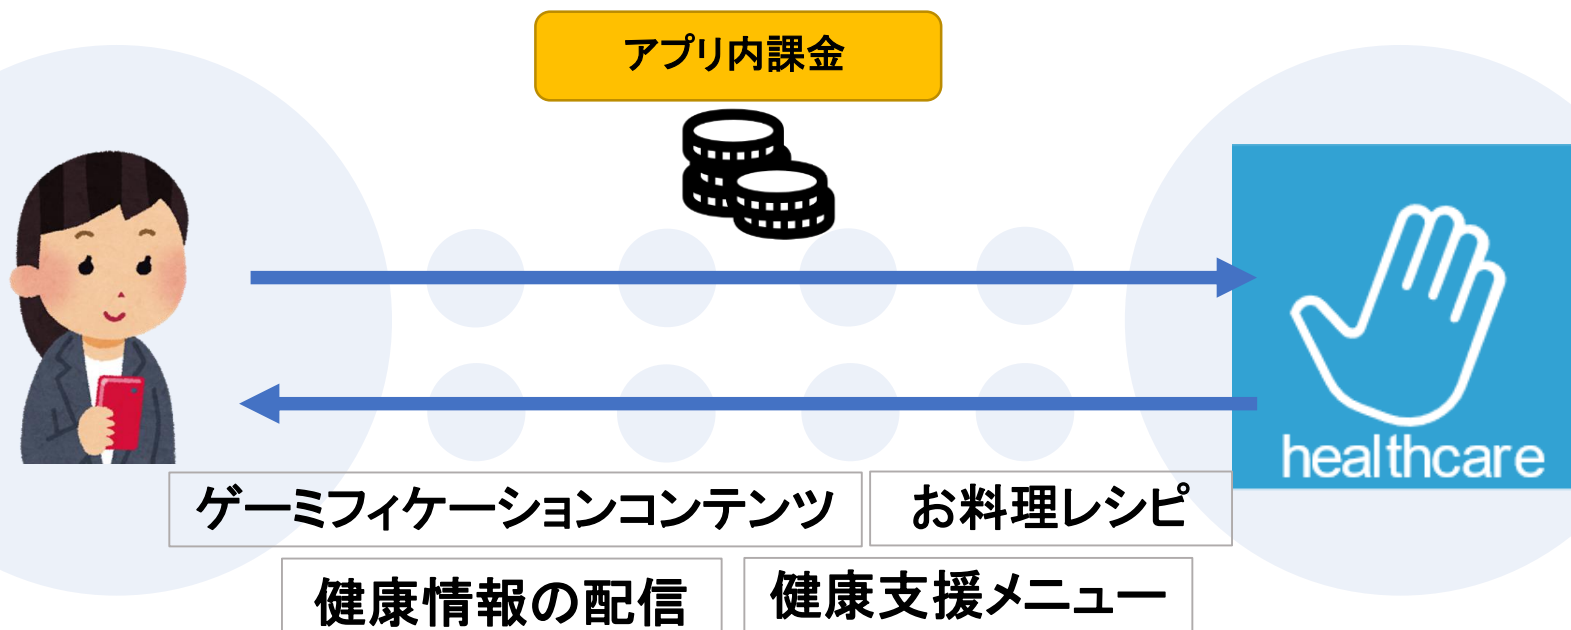 アプリ内課金
healthcare
ゲーミフィケーションコンテンツ
お料理レシピ
健康情報の配信
健康支援メニュー